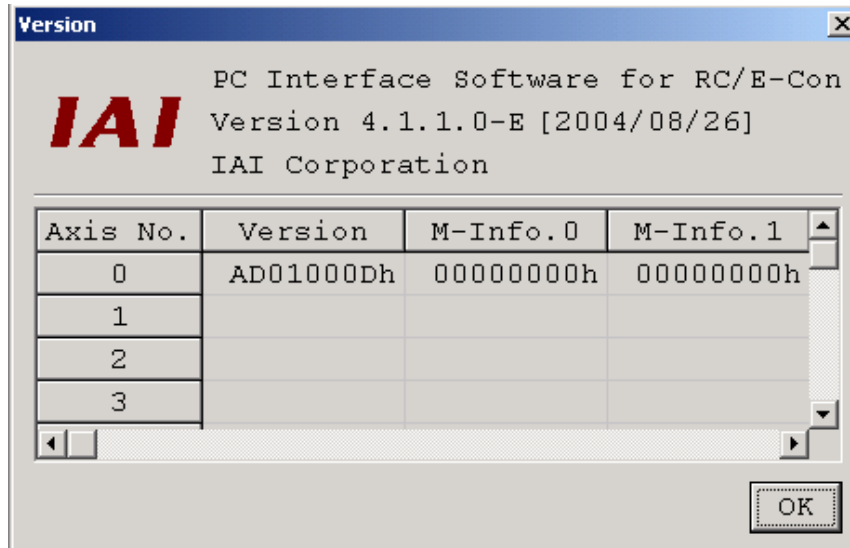 Version
IAI
PC Interface Software for RC/E-Con
Version 4.1.1.0-E [2004/08/26]
IAI Corporation
Axis No. Version M-Info.0 M-Info.1
0 AD01000Dh 00000000h 00000000h
1
2
3
OK